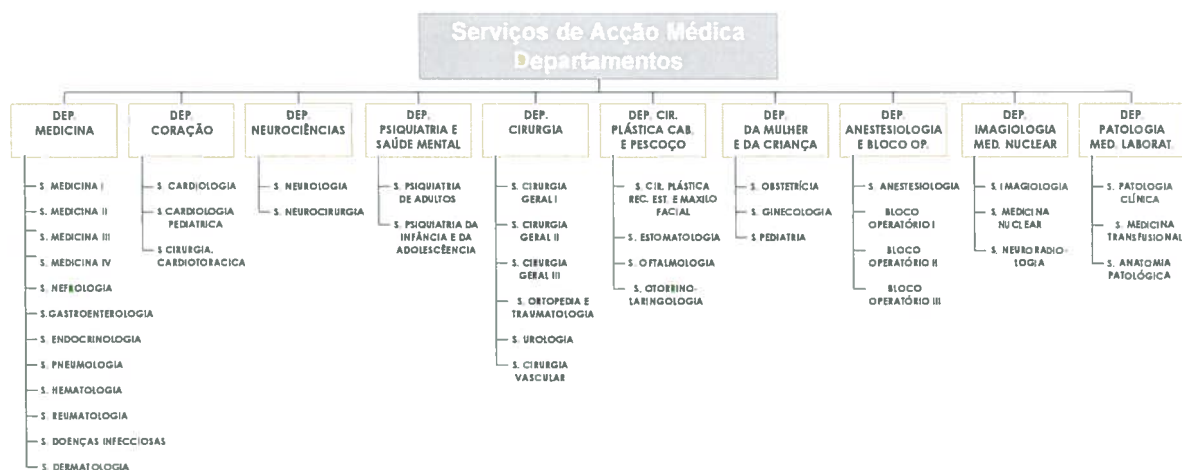 Serviços de Acção Médica
Departamentos
DEP.
MEDICINA
S. MEDICINA I
S. MEDICINA II
S. MEDICINA III
S. MEDICINA IV
S. NEFROLOGIA
S.GASTROENTEROLOGIA
S. ENDOCRINOLOGIA
S. PNEUMOLOGIA
S. HEMATOLOGIA
S. REUMATOLOGIA
S. DOENÇAS INFECCIOSAS
S. DERMATOLOGIA
DEP.
CORAÇÃO
S. CARDIOLOGIA
S.CARDIOLOGIA
PEDIATRICA
S CIRURGIA.
CARDIOTORACICA
DEP.
NEUROCIÊNCIAS
S. NEUROLOGIA
S. NEUROCIRURGIA
DEP.
PSIQUIATRIA E
SAÚDE MENTAL
S. PSIQUIATRIA
DE ADULTOS
S. PSIQUIATRIA DA
INFÂNCIA E DA
ADOLESCÊENCIA
DEP.
CIRURGIA
S. CIRURGIA
GERAL I
S. CIRURGIA
GERAL II
S. CIRURGIA
GERAL III
S. ORTOPEDIA E
TRAUMATOLOGIA
S. UROLOGIA
S. CIRURGIA
VASCULAR
DEP. CIR.
PLÁSTICA CAB.
E PESCOÇO
S. CIR. PLÁSTICA
REC. EST. E MAXILO
FACIAL
S. ESTOMATOLOGIA
S. OFTALMOLOGIA
S. OTORRINO-
LARINGOLOGIA
DEP.
DA MULHER
E DA CRIANÇA
S. OBSTETRÍCIA
S. GINECOLOGIA
S PEDIATRIA
DEP.
ANESTESIOLOGIA
E BLOCO OP.
S. ANESTESIOLOGIA
BLOCO
OPERATÓRIO I
BLOCO
OPERATÓRIO II
BLOCO
OPERATÓRIO III
DEP.
IMAGIOLOGIA
MED. NUCLEAR
S. IMAGIOLOGIA
S. MEDICINA
NUCLEAR
S. NEURORADIO-
LOGIA
DEP.
PATOLOGIA
MED. LABORAT.
S. PATOLOGIA
CLÍNICA
S. MEDICINA
TRANSFUSIONAL
S. ANATOMIA
PATOLÓGICA